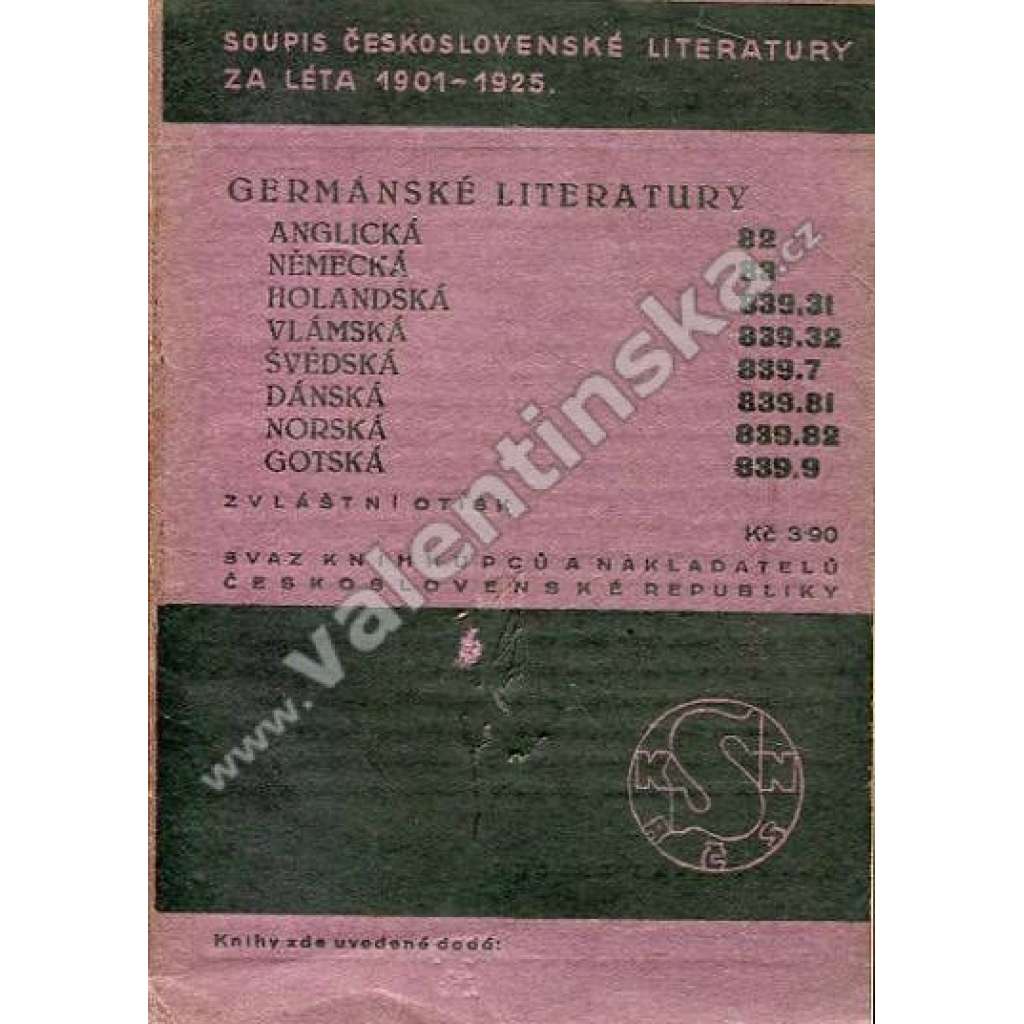 SOUPIS ČESKOSLOVENSKÉ LITERATURY
ZA LÉTA 1901-1925.
GERMÁNSKÉ LITERATURY
ANGLICKÁ 82
NĚMECKÁ 83
HOLANDSKÁ 839.31
VLÁMSKÁ 839.32
ŠVÉDSKÁ 839.7
DÁNSKÁ 839.81
NORSKÁ 839.82
GOTSKÁ 839.9
ZVLÁŠTNÍ OTISK
Kč 3·90
SVAZ KNIHKUPCŮ A NAKLADATELŮ
ČESKOSLOVENSKÉ REPUBLIKY
K S N
R Č S
Knihy zde uvedené dodá:
www.valentinska.cz